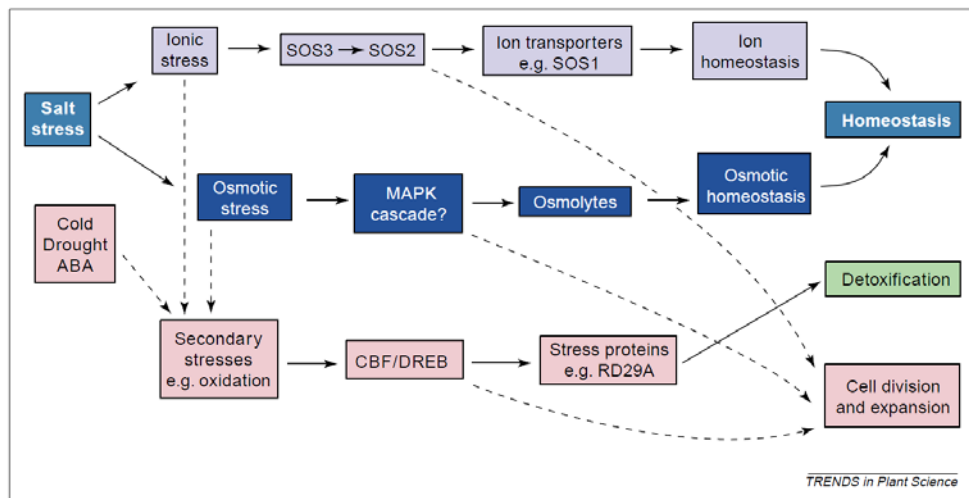 Ionic
stress
SOS3 SOS2
Ion transporters
e.g. SOS1
Ion
homeostasis
Salt
stress
Homeostasis
Osmotic
stress
MAPK
cascade?
Osmolytes
Osmotic
homeostasis
Cold
Drought
ABA
Detoxification
Secondary
stresses
e.g. oxidation
CBF/DREB
Stress proteins
e.g. RD29A
Cell division
and expansion
TRENDS in Plant Science